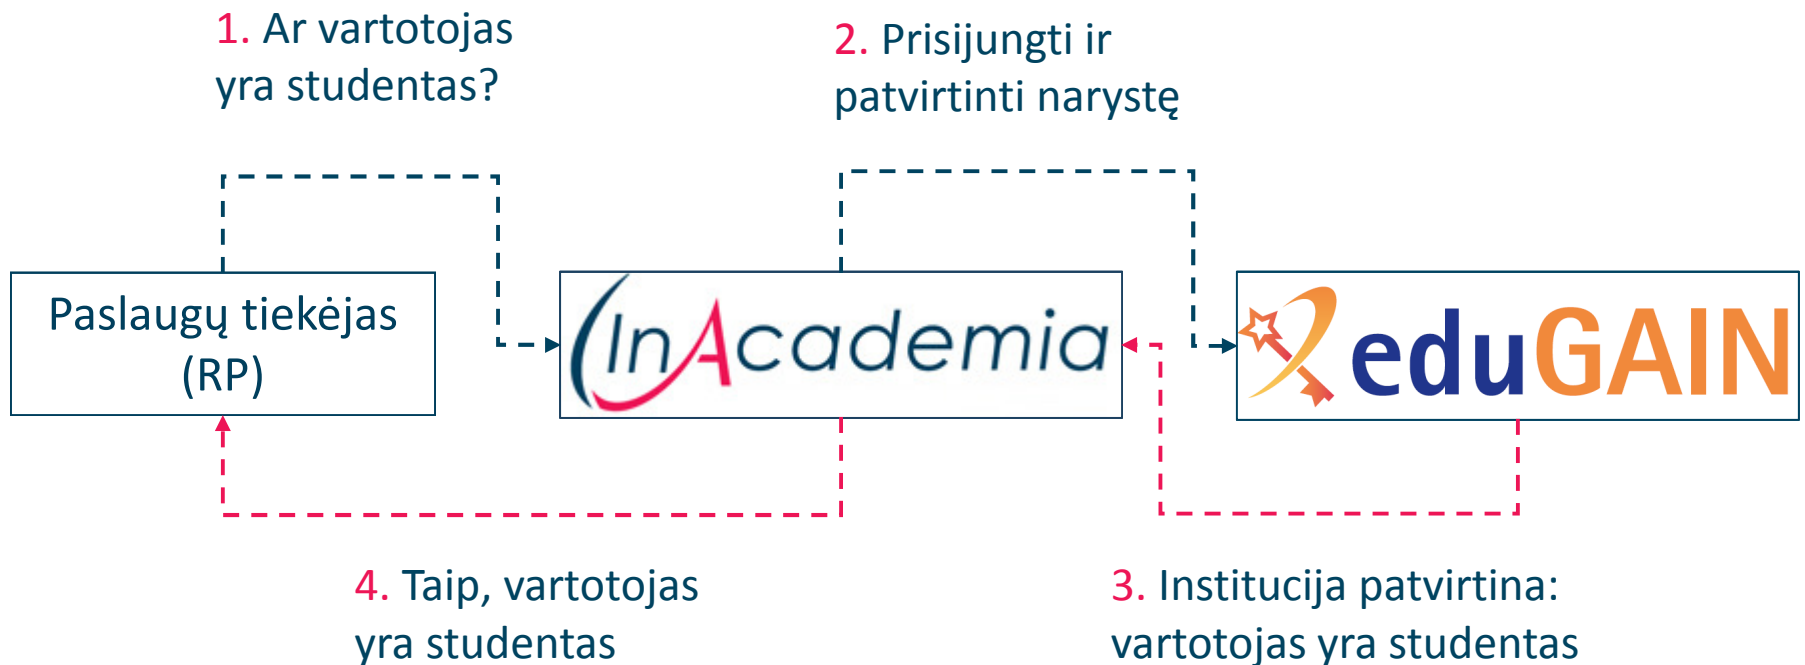 1. Ar vartotojas
yra studentas?
2. Prisijungti ir
patvirtinti narystę
Paslaugų tiekėjas
(RP)
InAcademia
eduGAIN
4. Taip, vartotojas
yra studentas
3. Institucija patvirtina:
vartotojas yra studentas